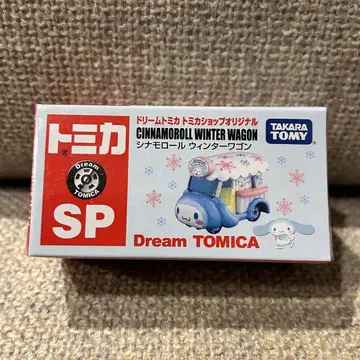 トミカ
Dream
TOMICA
SP
ドリームトミカ トミカショップオリジナル
CINNAMOROLL WINTER WAGON
シナモロール ウィンターワゴン
TAKARA
TOMY
Dream TOMICA